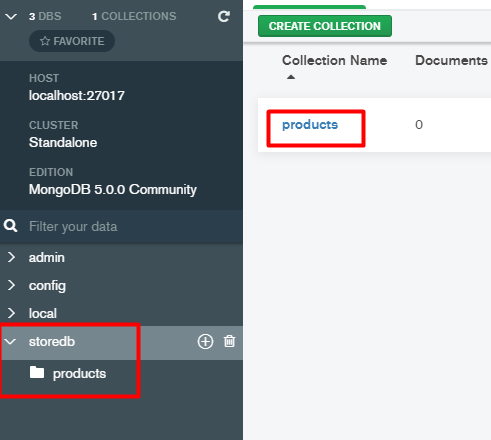 3 DBS 1 COLLECTIONS
☆ FAVORITE
HOST
localhost:27017
CLUSTER
Standalone
EDITION
MongoDB 5.0.0 Community
Filter your data
admin
config
local
storedb
products
CREATE COLLECTION
Collection Name Documents
products 0